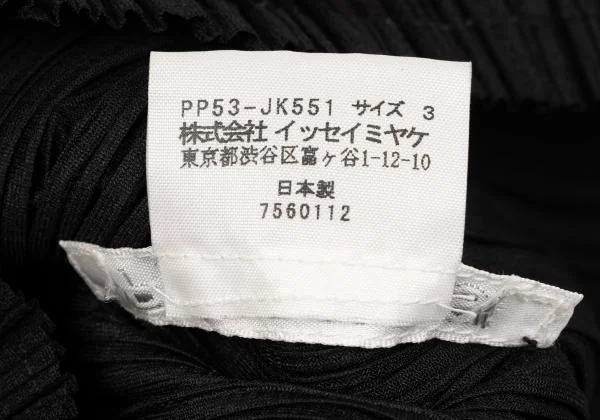 PP53-JK551 サイズ 3
株式会社 イッセイミヤケ
東京都渋谷区富ヶ谷1-12-10
日本製
7560112